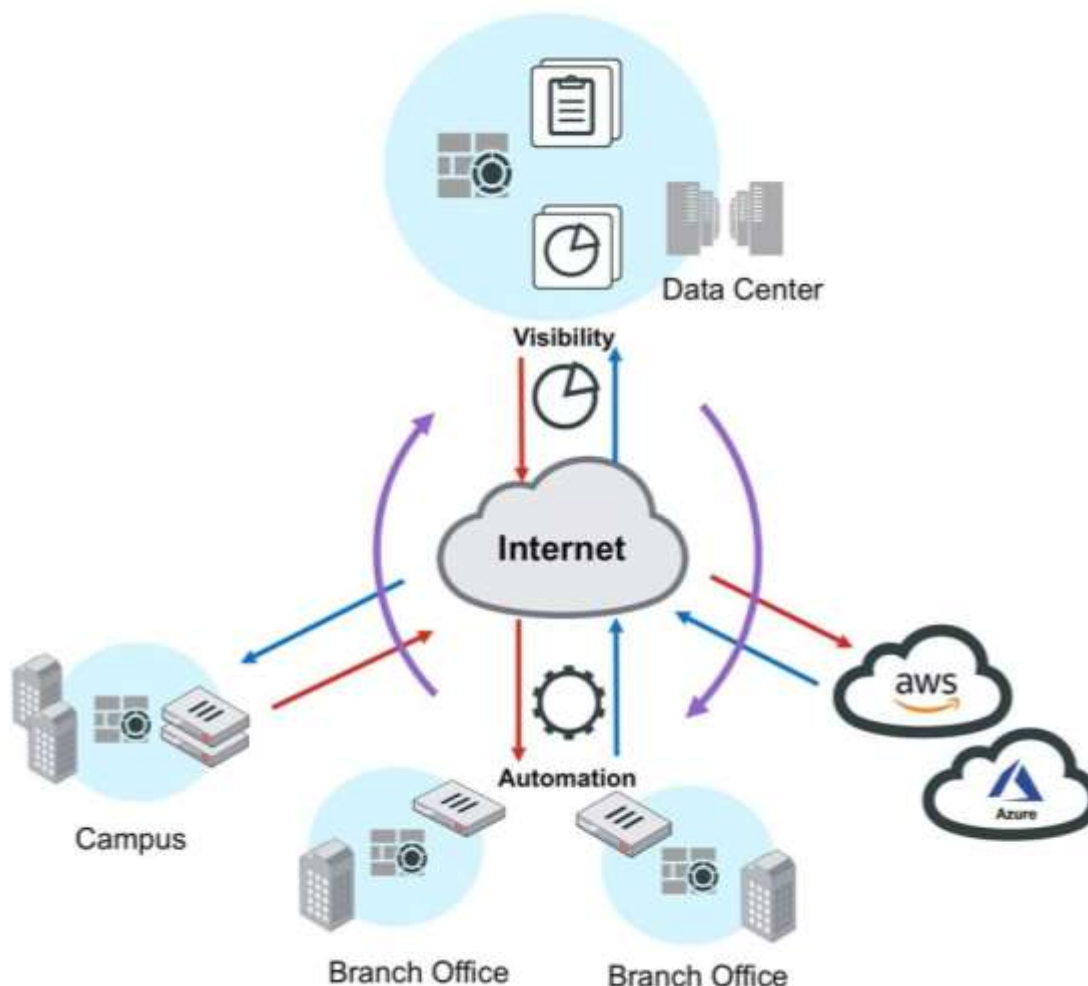 Data Center
Visibility
Internet
aws
Azure
Automation
Campus
Branch Office
Branch Office